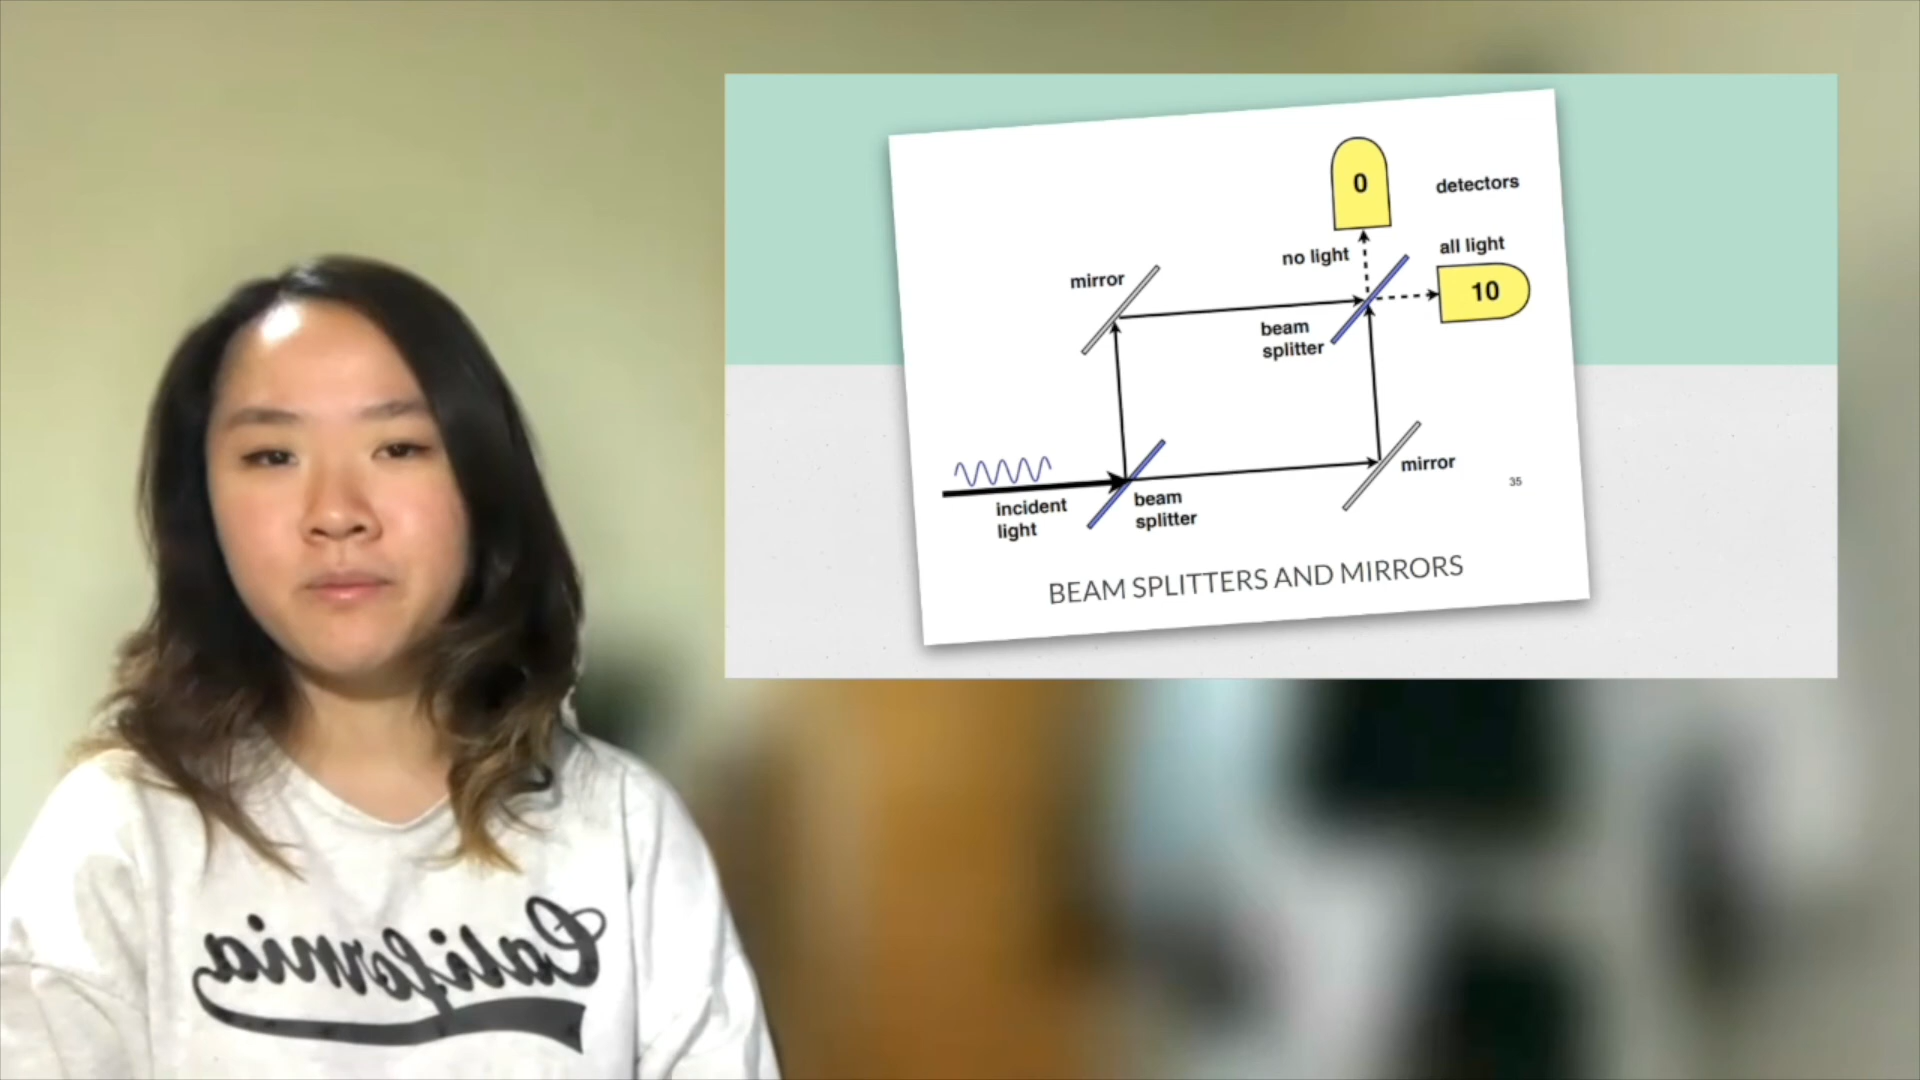 0
detectors
no light
all light
10
mirror
beam
splitter
mirror
35
incident
light
beam
splitter
BEAM SPLITTERS AND MIRRORS
California